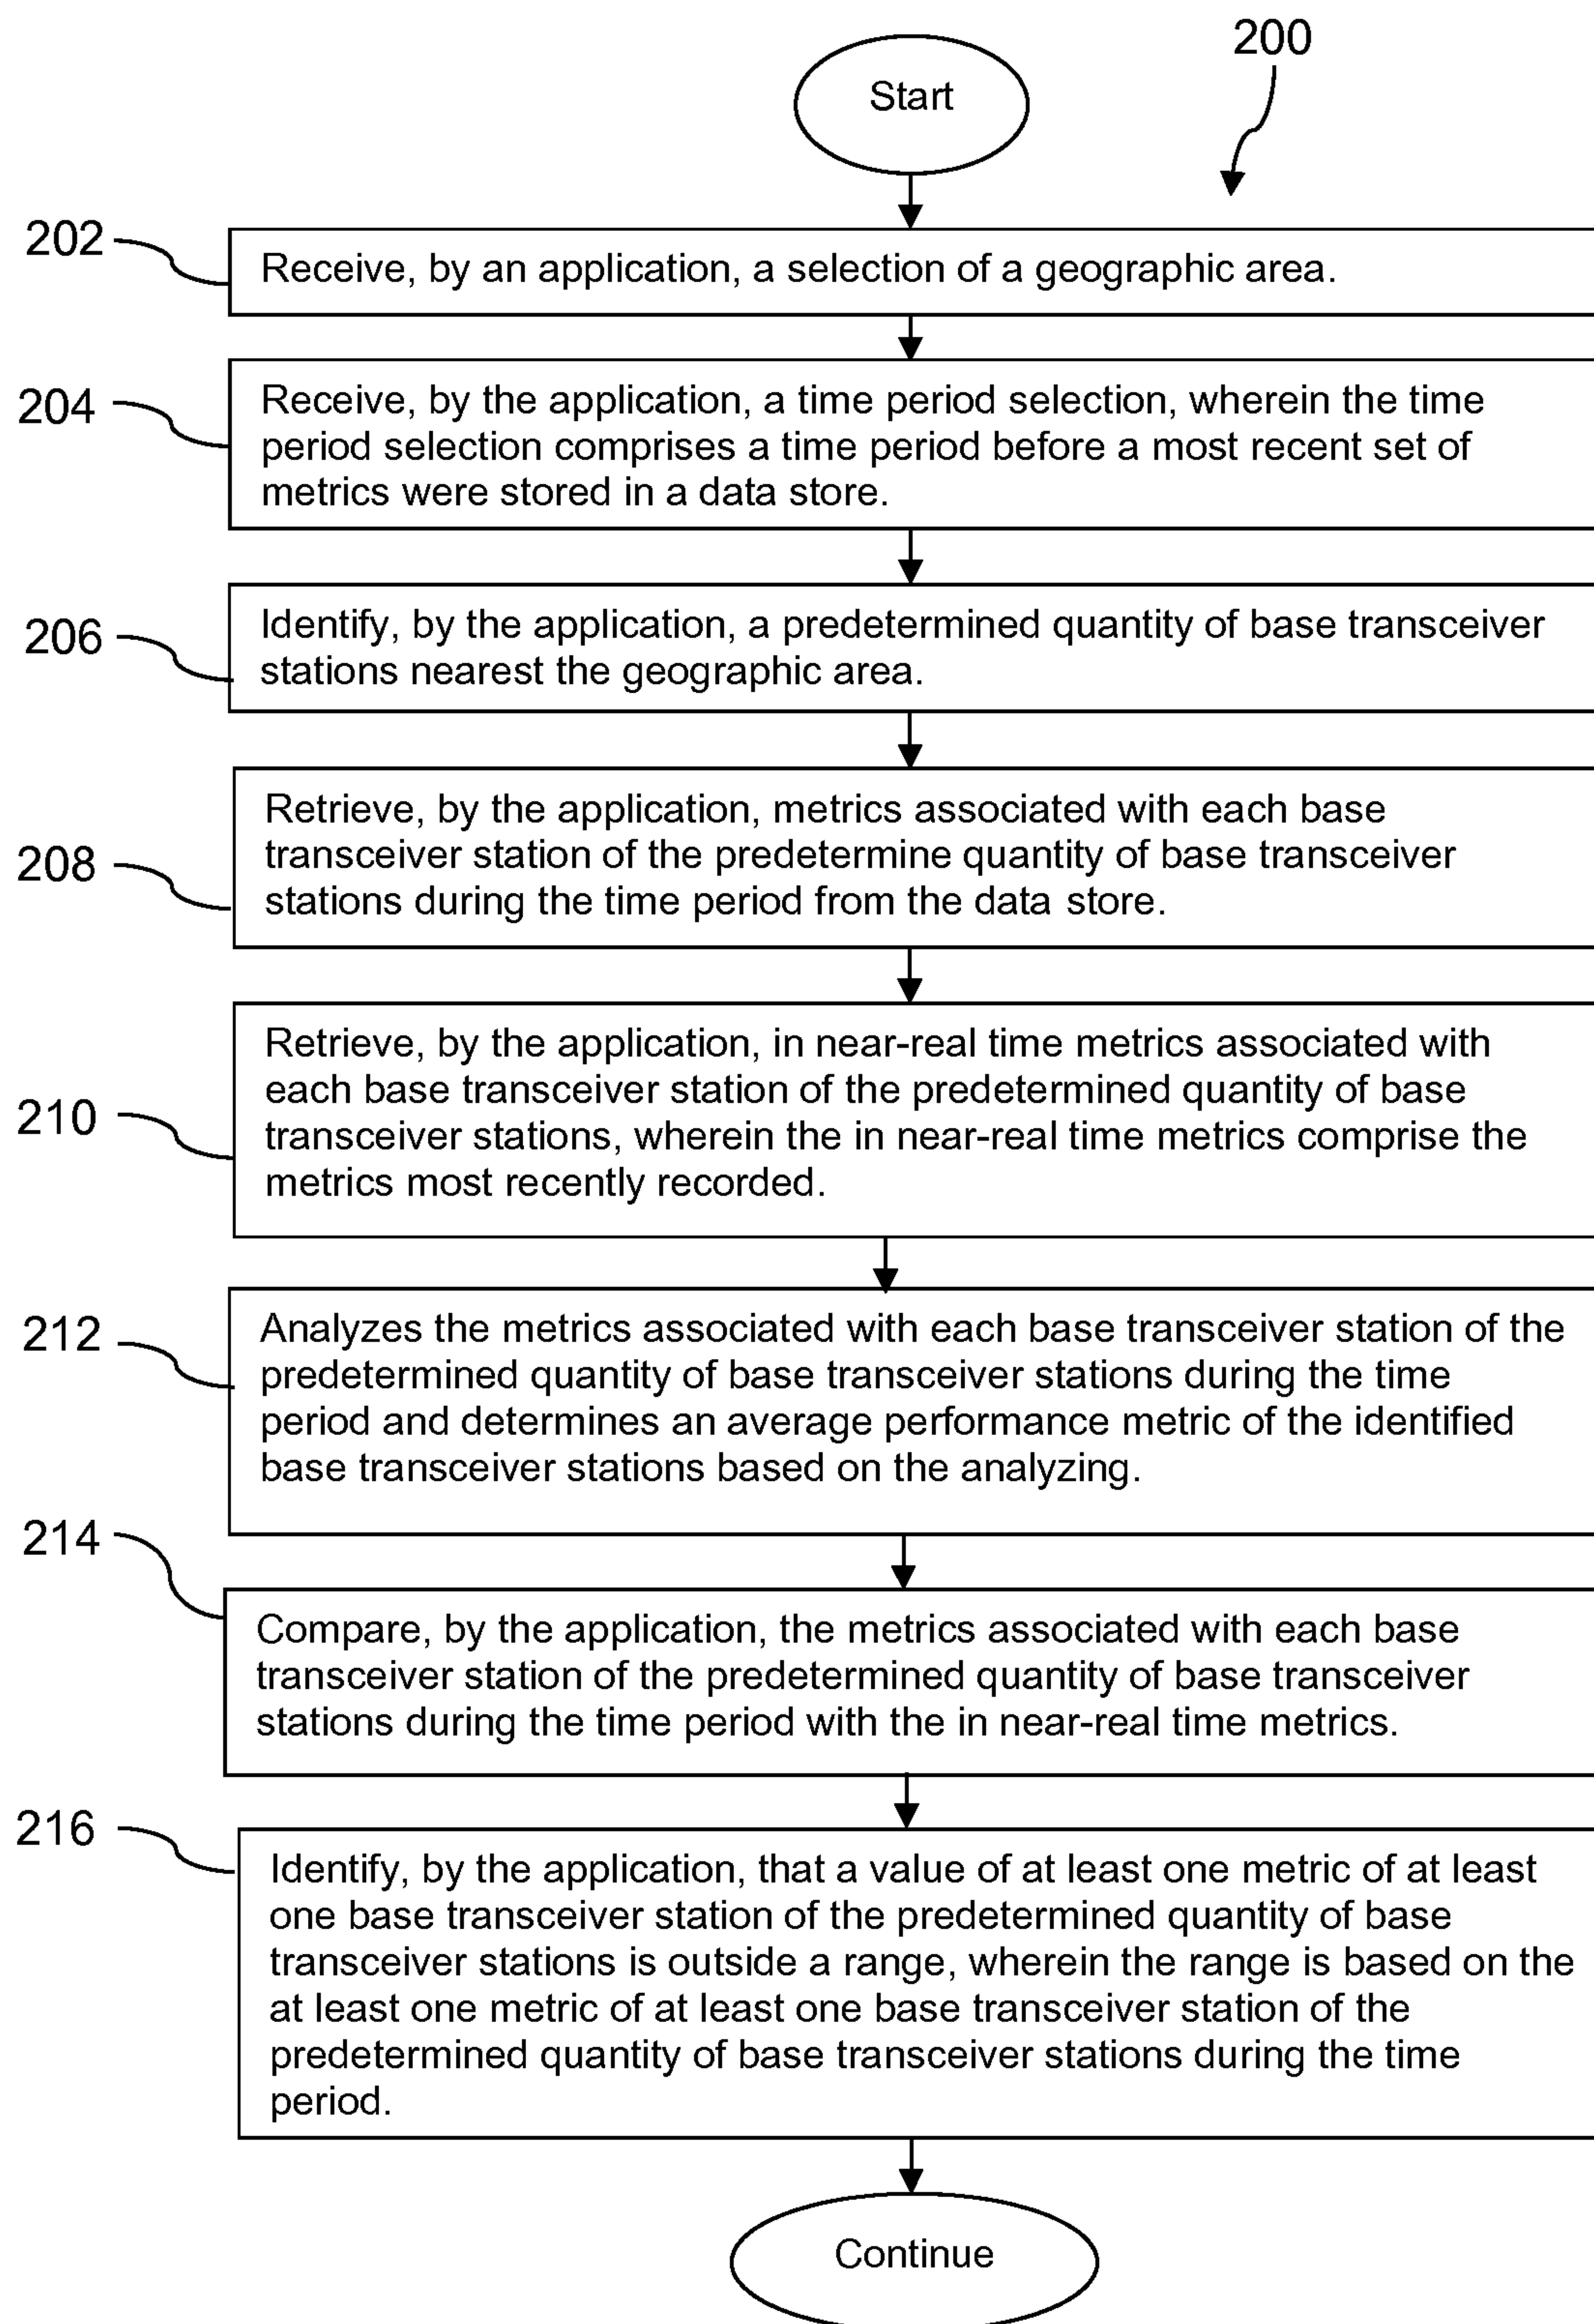 200
Start
202
Receive, by an application, a selection of a geographic area.
204
Receive, by the application, a time period selection, wherein the time
period selection comprises a time period before a most recent set of
metrics were stored in a data store.
206
Identify, by the application, a predetermined quantity of base transceiver
stations nearest the geographic area.
208
Retrieve, by the application, metrics associated with each base
transceiver station of the predetermine quantity of base transceiver
stations during the time period from the data store.
210
Retrieve, by the application, in near-real time metrics associated with
each base transceiver station of the predetermined quantity of base
transceiver stations, wherein the in near-real time metrics comprise the
metrics most recently recorded.
212
Analyzes the metrics associated with each base transceiver station of the
predetermined quantity of base transceiver stations during the time
period and determines an average performance metric of the identified
base transceiver stations based on the analyzing.
214
Compare, by the application, the metrics associated with each base
transceiver station of the predetermined quantity of base transceiver
stations during the time period with the in near-real time metrics.
216
Identify, by the application, that a value of at least one metric of at least
one base transceiver station of the predetermined quantity of base
transceiver stations is outside a range, wherein the range is based on the
at least one metric of at least one base transceiver station of the
predetermined quantity of base transceiver stations during the time
period.
Continue